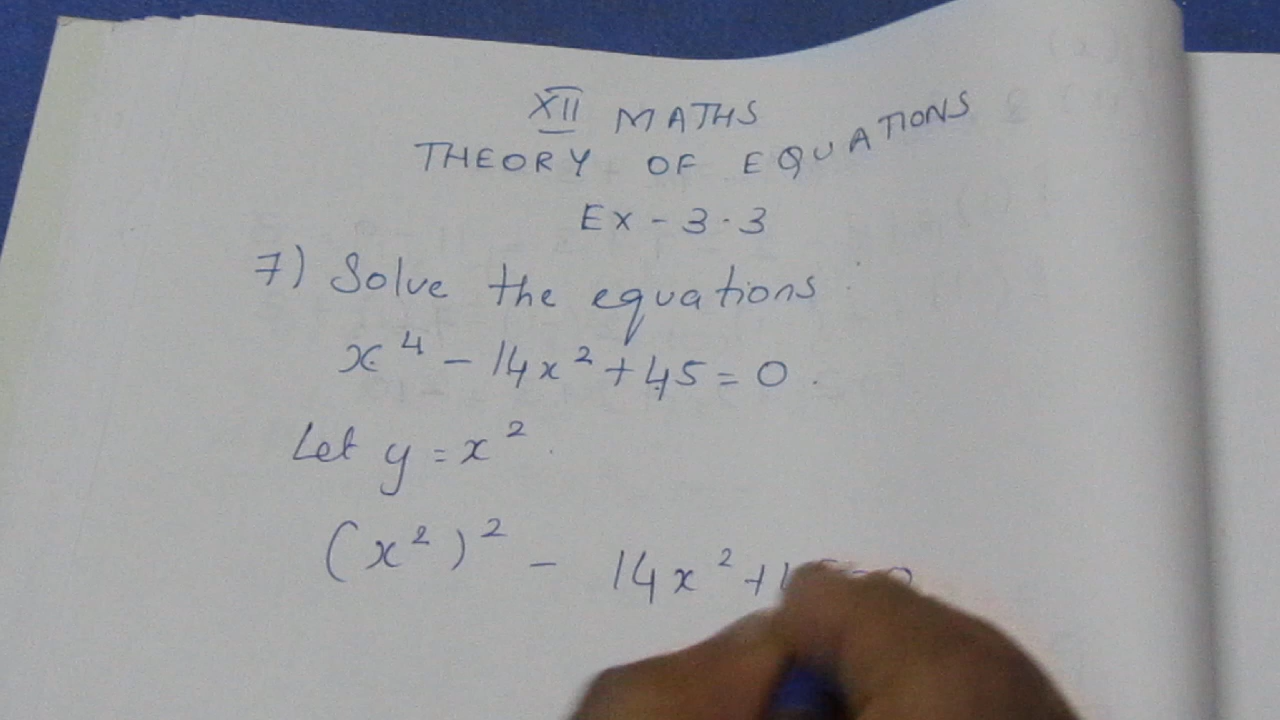 XII MATHS
THEORY OF EQUATIONS
Ex - 3.3
7) Solve the equations
x⁴ - 14x² + 45 = 0.
Let y = x².
(x²)² - 14x² +